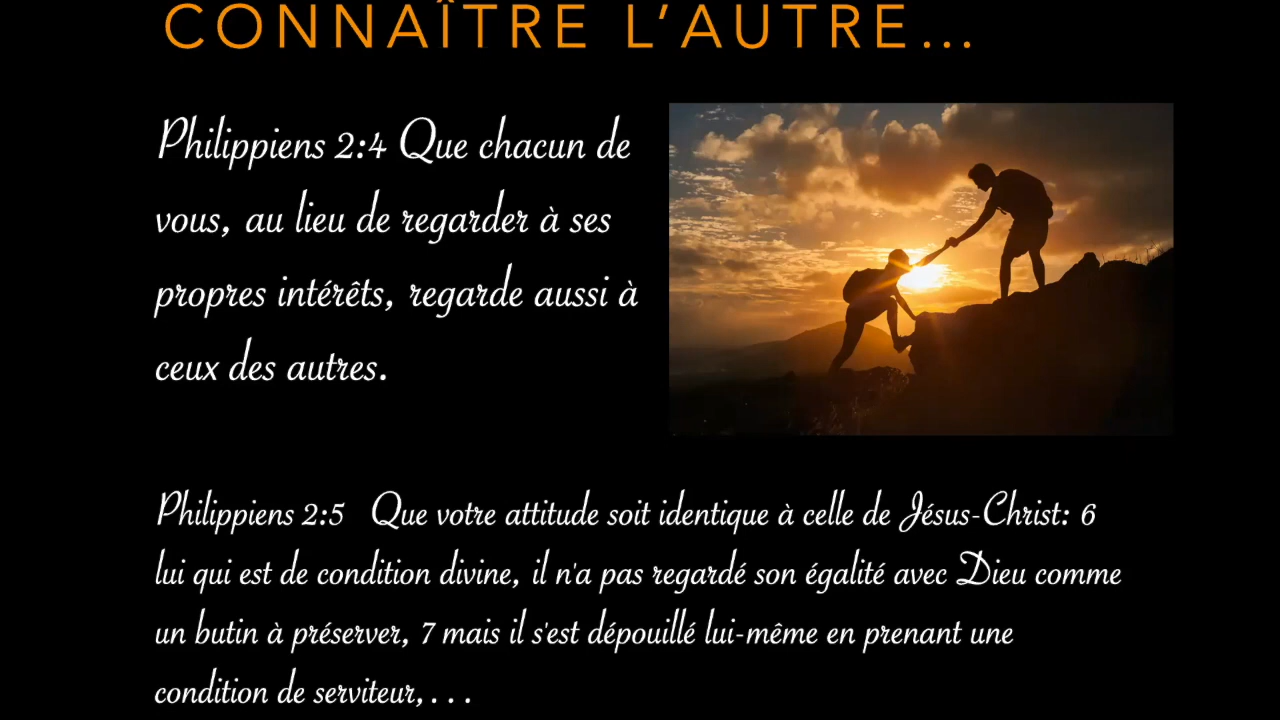 CONNAÎTRE L’AUTRE...
Philippiens 2:4 Que chacun de
vous, au lieu de regarder à ses
propres intérêts, regarde aussi à
ceux des autres.
Philippiens 2:5 Que votre attitude soit identique à celle de Jésus-Christ: 6
lui qui est de condition divine, il n'a pas regardé son égalité avec Dieu comme
un butin à préserver, 7 mais il s'est dépouillé lui-même en prenant une
condition de serviteur,...